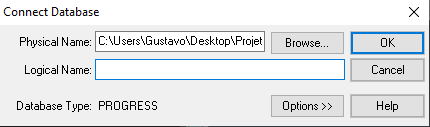 Connect Database
Physical Name: C:\Users\Gustavo\Desktop\Projet Browse... OK
Logical Name: Cancel
Database Type: PROGRESS Options >> Help